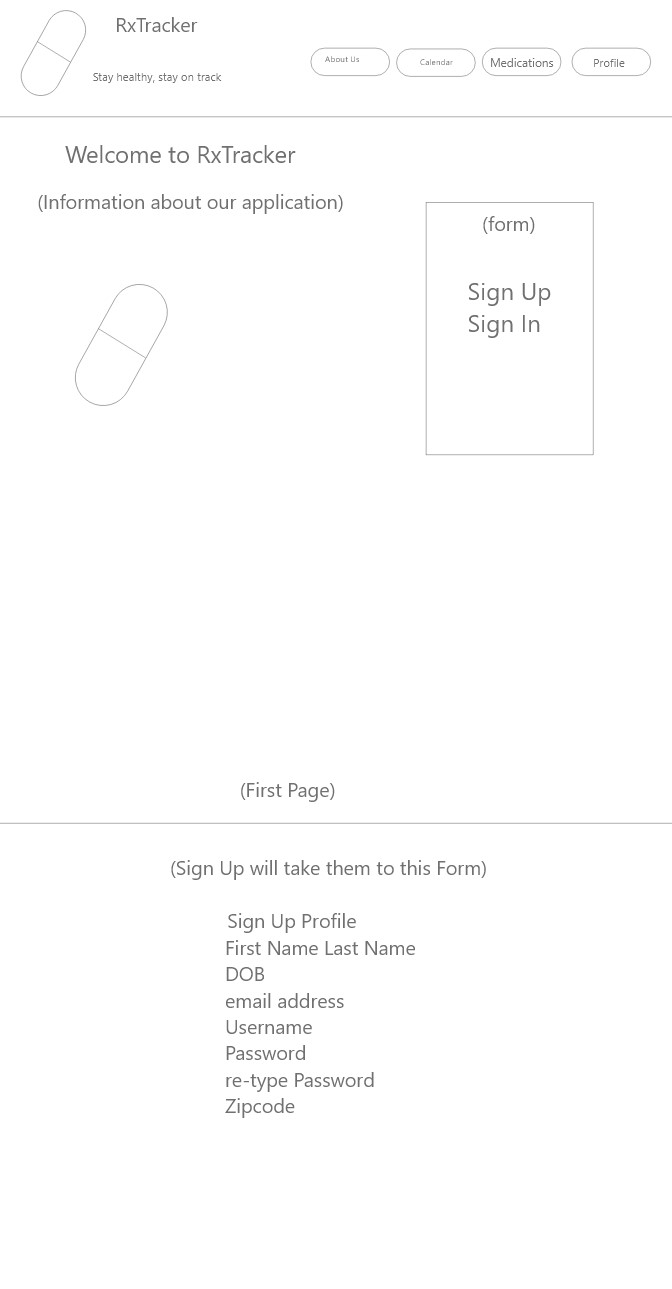 RxTracker
Stay healthy, stay on track
About Us
Calendar
Medications
Profile
Welcome to RxTracker
(Information about our application)
(form)
Sign Up
Sign In
(First Page)
(Sign Up will take them to this Form)
Sign Up Profile
First Name Last Name
DOB
email address
Username
Password
re-type Password
Zipcode